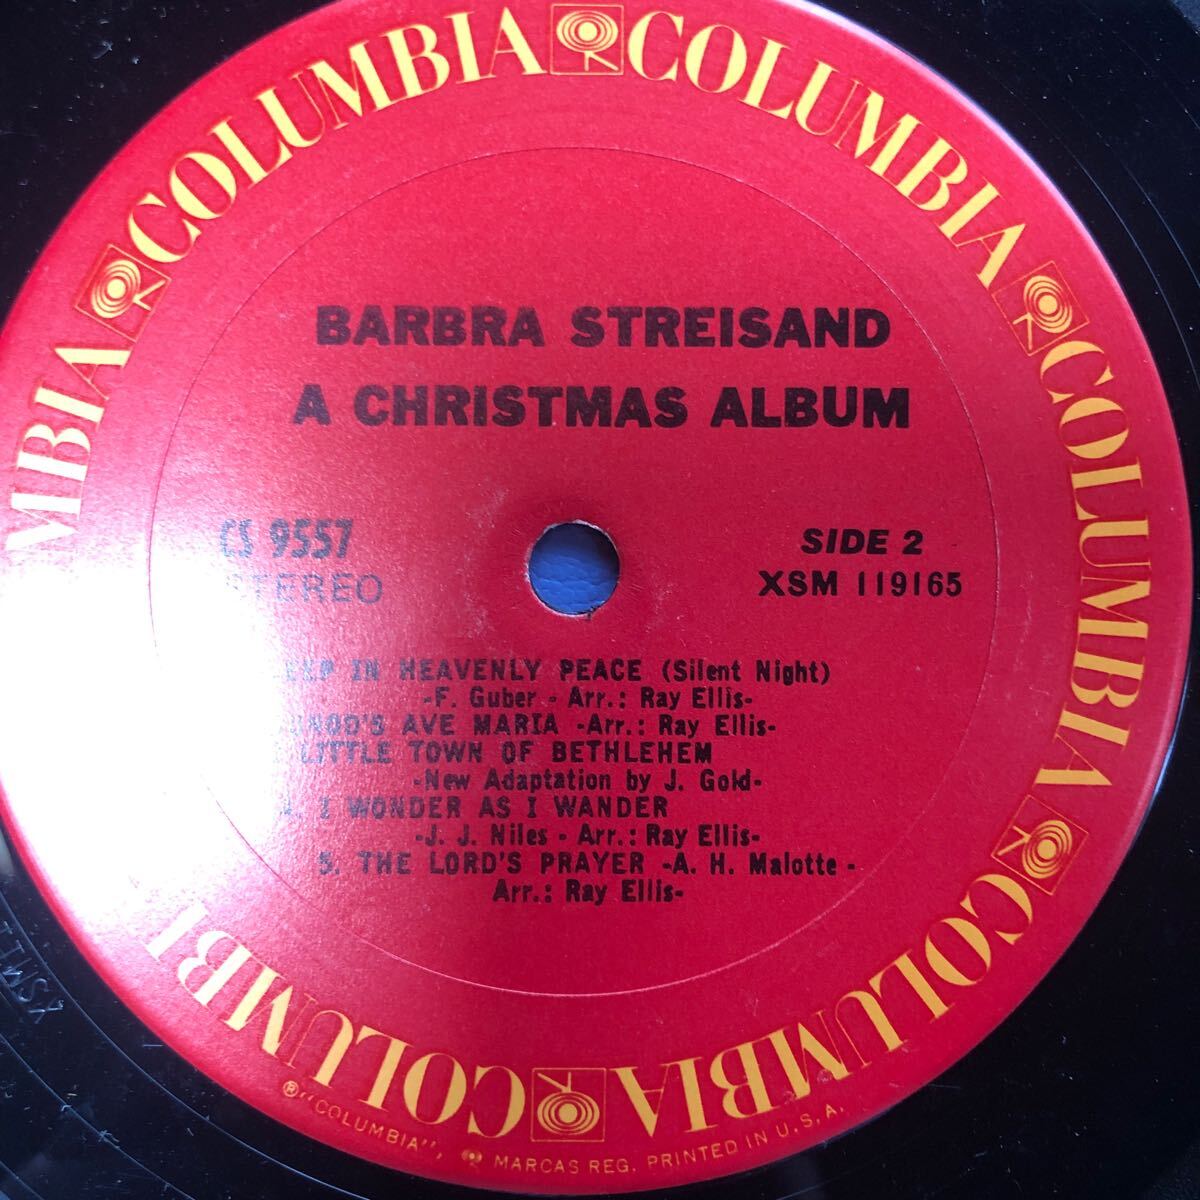 COLUMBIA COLUMBIA COLUMBIA COLUMBIA COLUMBIA
BARBRA STREISAND
A CHRISTMAS ALBUM
CS 9557
STEREO
SIDE 2
XSM 119165
IN HEAVENLY PEACE (Silent Night)
-F. Guber - Arr.: Ray Ellis-
AVE MARIA -Arr.: Ray Ellis-
LITTLE TOWN OF BETHLEHEM
-New Adaptation by J. Gold-
4. I WONDER AS I WANDER
-J. J. Niles - Arr.: Ray Ellis-
5. THE LORD'S PRAYER -A. H. Malotte -
Arr.: Ray Ellis-
® "COLUMBIA", MARCAS REG. PRINTED IN U.S.A.